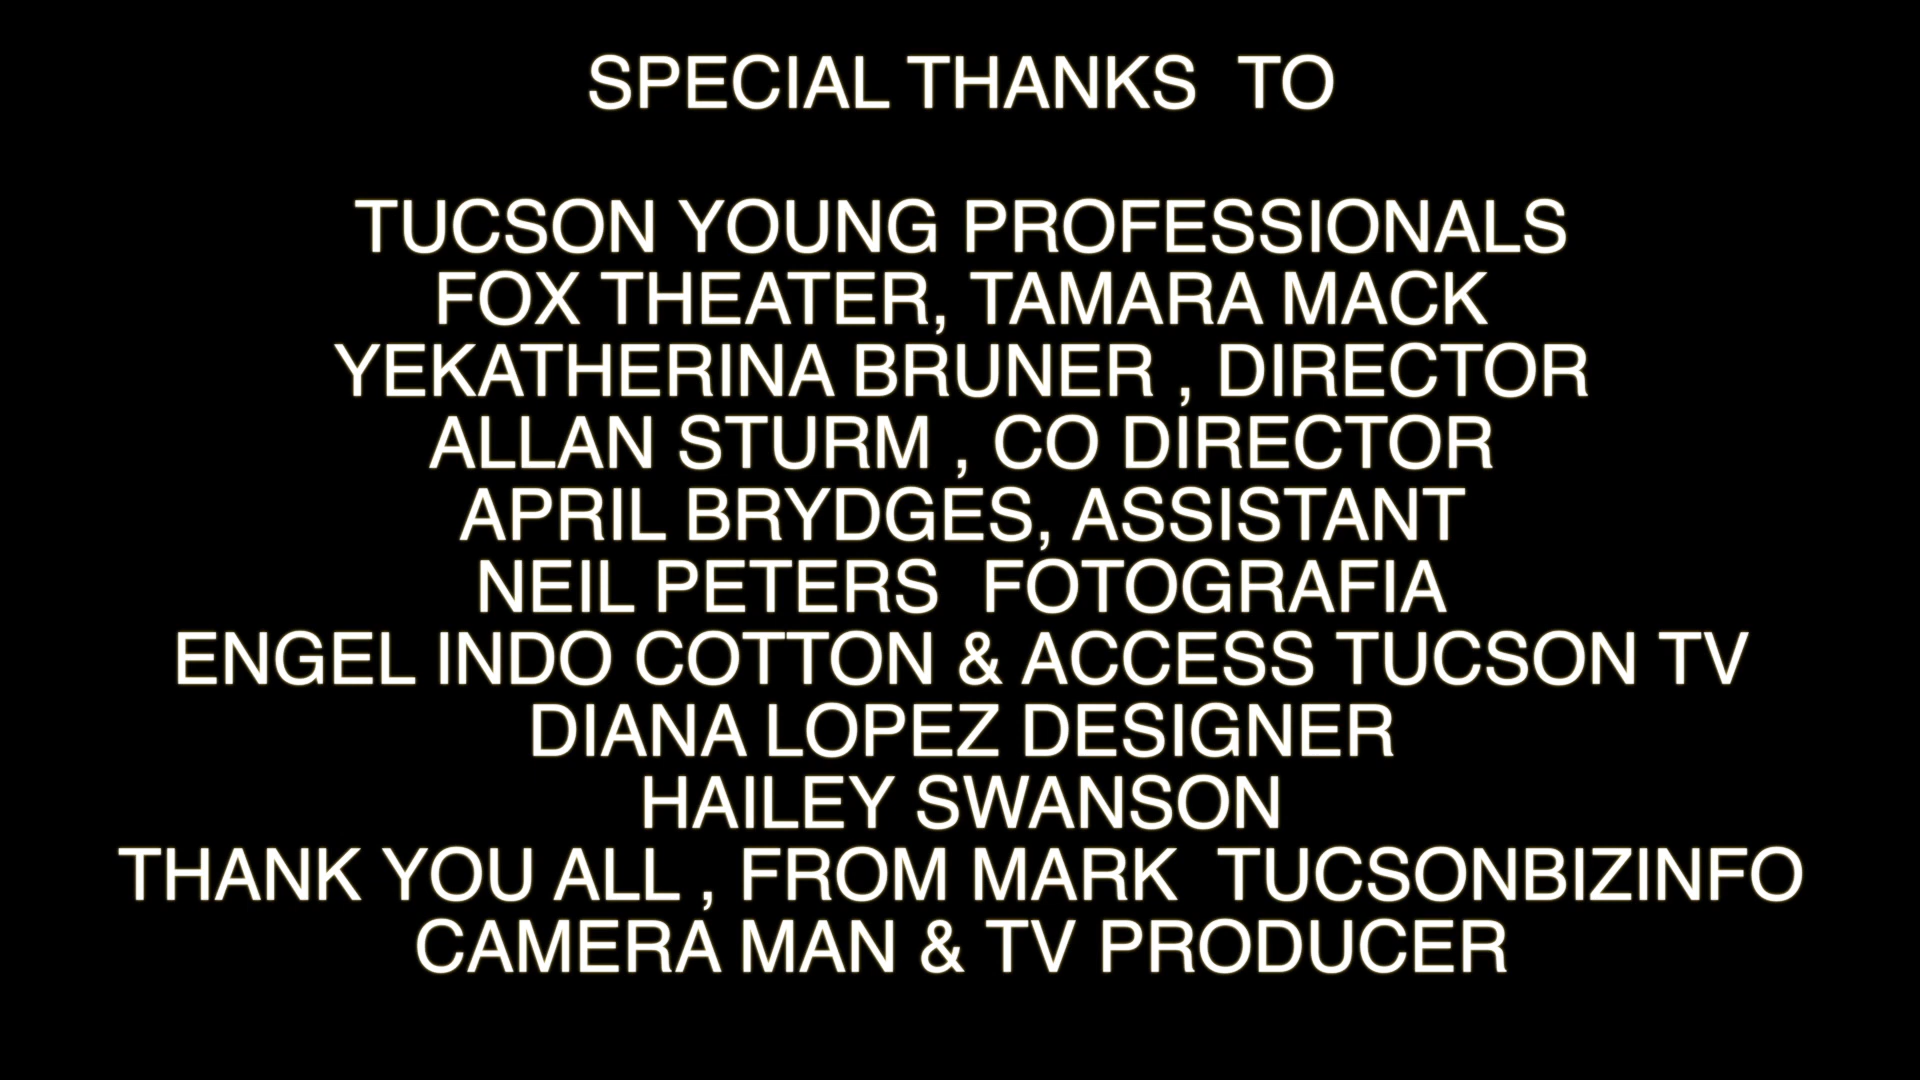 SPECIAL THANKS  TO
TUCSON YOUNG PROFESSIONALS
FOX THEATER, TAMARA MACK
YEKATHERINA BRUNER , DIRECTOR
ALLAN STURM , CO DIRECTOR
APRIL BRYDGES, ASSISTANT
NEIL PETERS  FOTOGRAFIA
ENGEL INDO COTTON & ACCESS TUCSON TV
DIANA LOPEZ DESIGNER
HAILEY SWANSON
THANK YOU ALL , FROM MARK  TUCSONBIZINFO
CAMERA MAN & TV PRODUCER